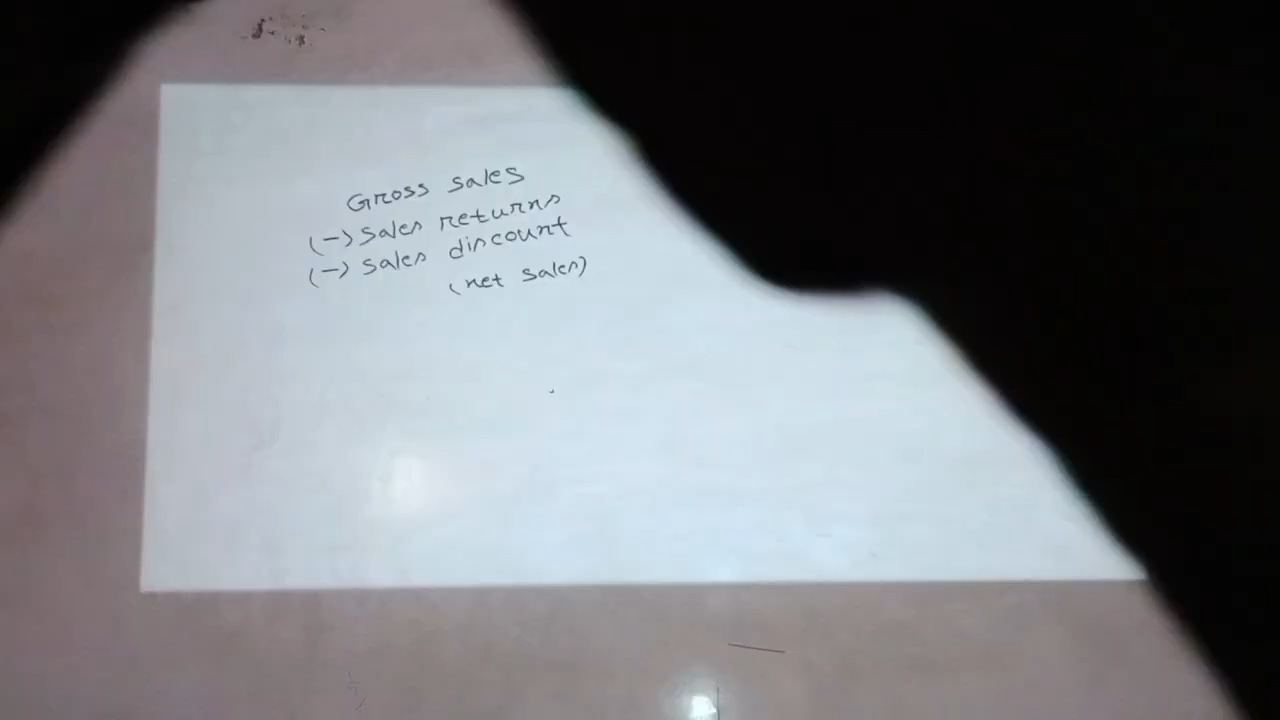 Gross sales
(-) sales returns
(-) sales discount
(net sales)